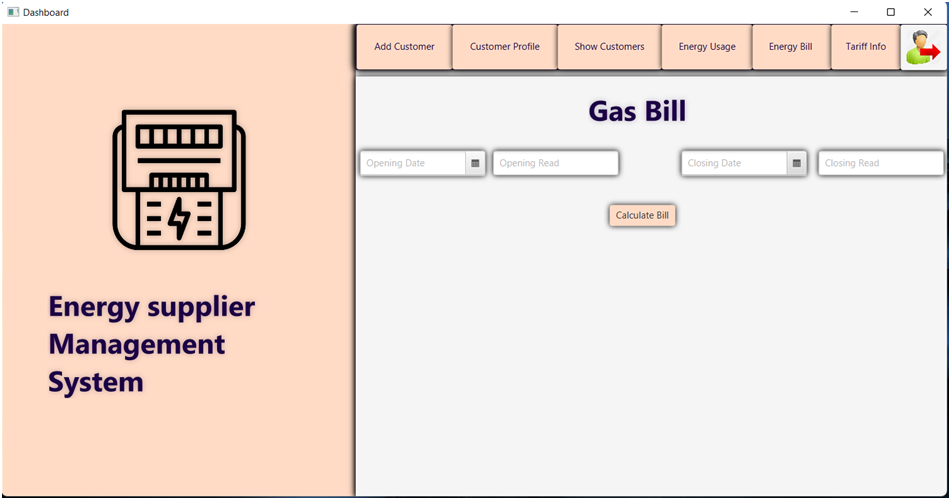 Dashboard
Add Customer Customer Profile Show Customers Energy Usage Energy Bill Tariff Info
Gas Bill
Opening Date Opening Read Closing Date Closing Read
Calculate Bill
Energy supplier
Management
System